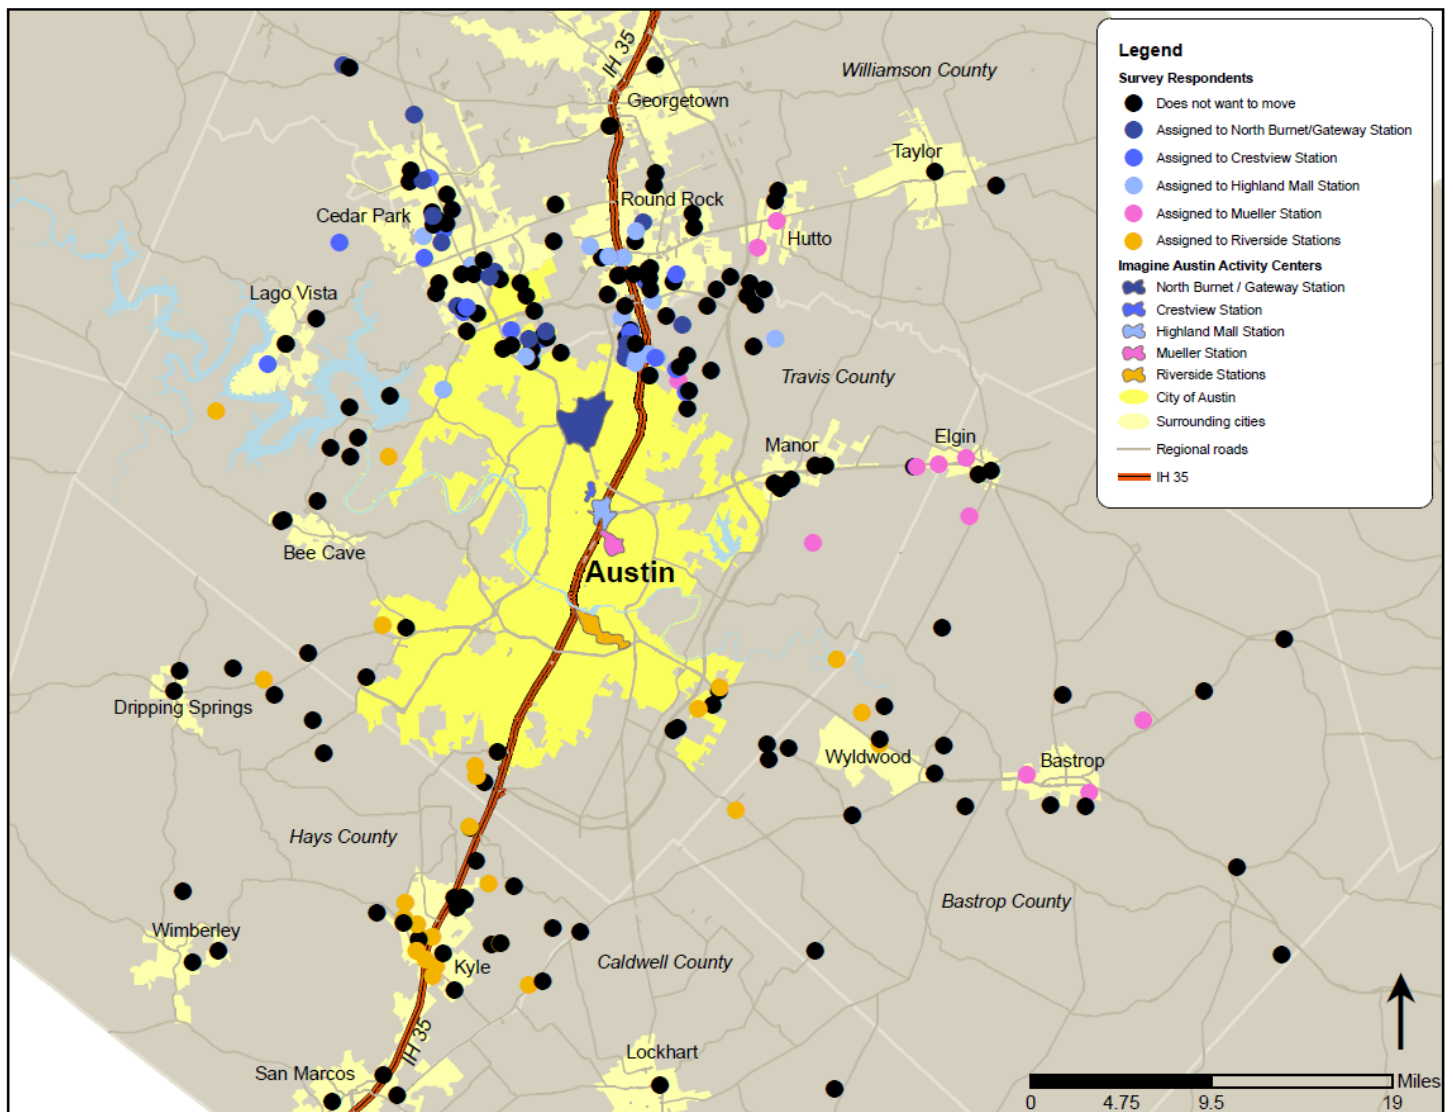 IH 35
Williamson County
Georgetown
Taylor
Round Rock
Cedar Park
Hutto
Lago Vista
Travis County
Manor
Elgin
Bee Cave
Austin
Dripping Springs
Wyldwood
Bastrop
Hays County
Bastrop County
Wimberley
Caldwell County
Kyle
IH 35
Lockhart
San Marcos
Legend
Survey Respondents
Does not want to move
Assigned to North Burnet/Gateway Station
Assigned to Crestview Station
Assigned to Highland Mall Station
Assigned to Mueller Station
Assigned to Riverside Stations
Imagine Austin Activity Centers
North Burnet / Gateway Station
Crestview Station
Highland Mall Station
Mueller Station
Riverside Stations
City of Austin
Surrounding cities
Regional roads
IH 35
Miles
0 4.75 9.5 19